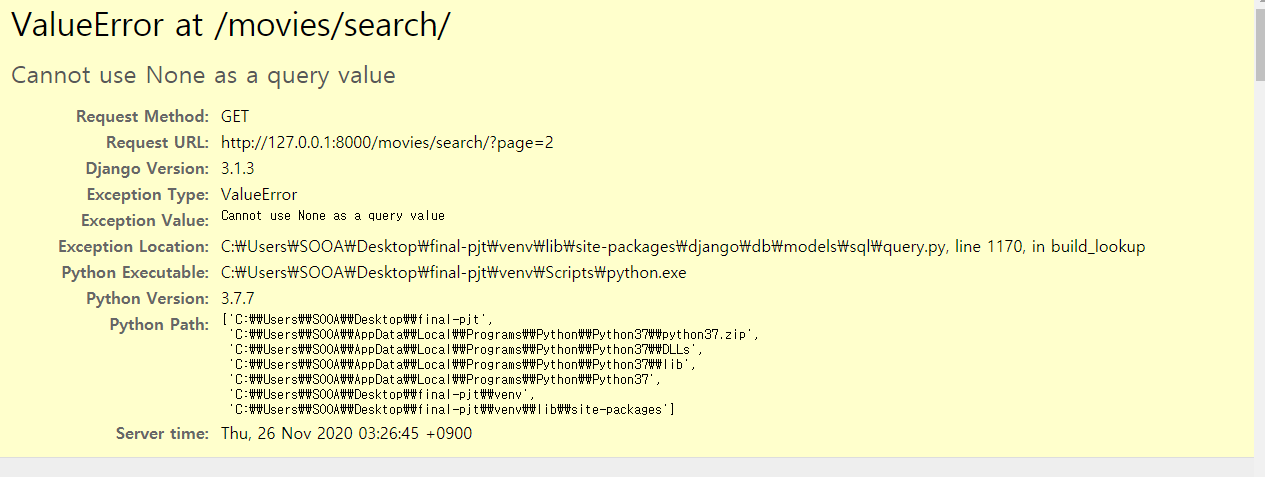 ValueError at /movies/search/
Cannot use None as a query value
Request Method: GET
Request URL: http://127.0.0.1:8000/movies/search/?page=2
Django Version: 3.1.3
Exception Type: ValueError
Exception Value: Cannot use None as a query value
Exception Location: C:₩Users₩SOOA₩Desktop₩final-pjt₩venv₩lib₩site-packages₩django₩db₩models₩sql₩query.py, line 1170, in build_lookup
Python Executable: C:₩Users₩SOOA₩Desktop₩final-pjt₩venv₩Scripts₩python.exe
Python Version: 3.7.7
Python Path: ['C:₩₩Users₩₩SOOA₩₩Desktop₩₩final-pjt',
'C:₩₩Users₩₩SOOA₩₩AppData₩₩Local₩₩Programs₩₩Python₩₩Python37₩₩python37.zip',
'C:₩₩Users₩₩SOOA₩₩AppData₩₩Local₩₩Programs₩₩Python₩₩Python37₩₩DLLs',
'C:₩₩Users₩₩SOOA₩₩AppData₩₩Local₩₩Programs₩₩Python₩₩Python37₩₩lib',
'C:₩₩Users₩₩SOOA₩₩AppData₩₩Local₩₩Programs₩₩Python₩₩Python37',
'C:₩₩Users₩₩SOOA₩₩Desktop₩₩final-pjt₩₩venv',
'C:₩₩Users₩₩SOOA₩₩Desktop₩₩final-pjt₩₩venv₩₩lib₩₩site-packages']
Server time: Thu, 26 Nov 2020 03:26:45 +0900